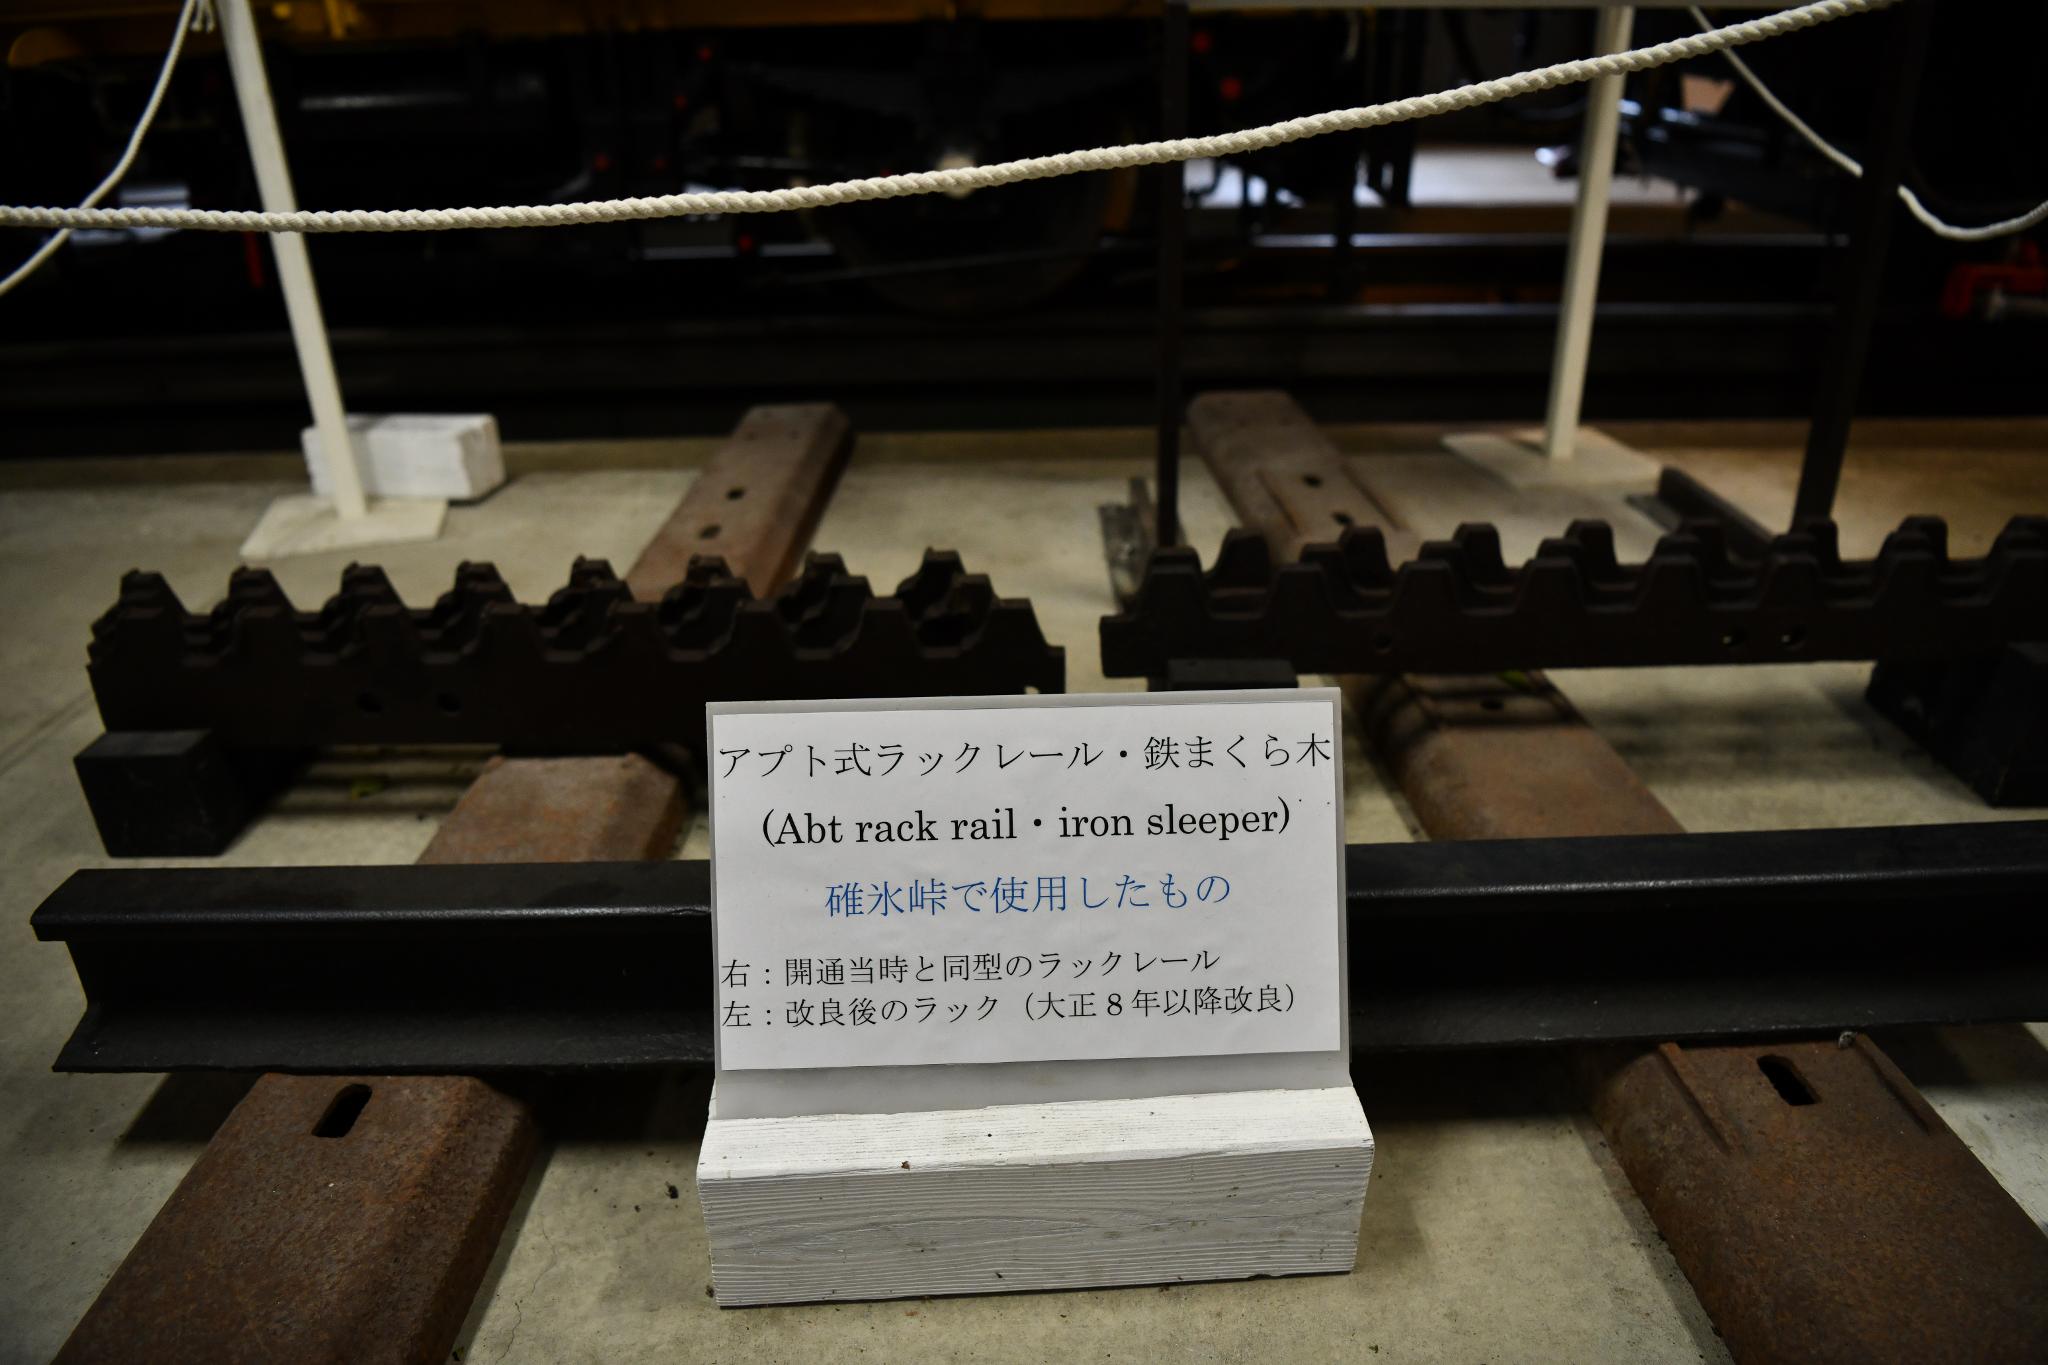 アプト式ラックレール・鉄まくら木
(Abt rack rail・iron sleeper)
碓氷峠で使用したもの
右：開通当時と同型のラックレール
左：改良後のラック（大正８年以降改良）